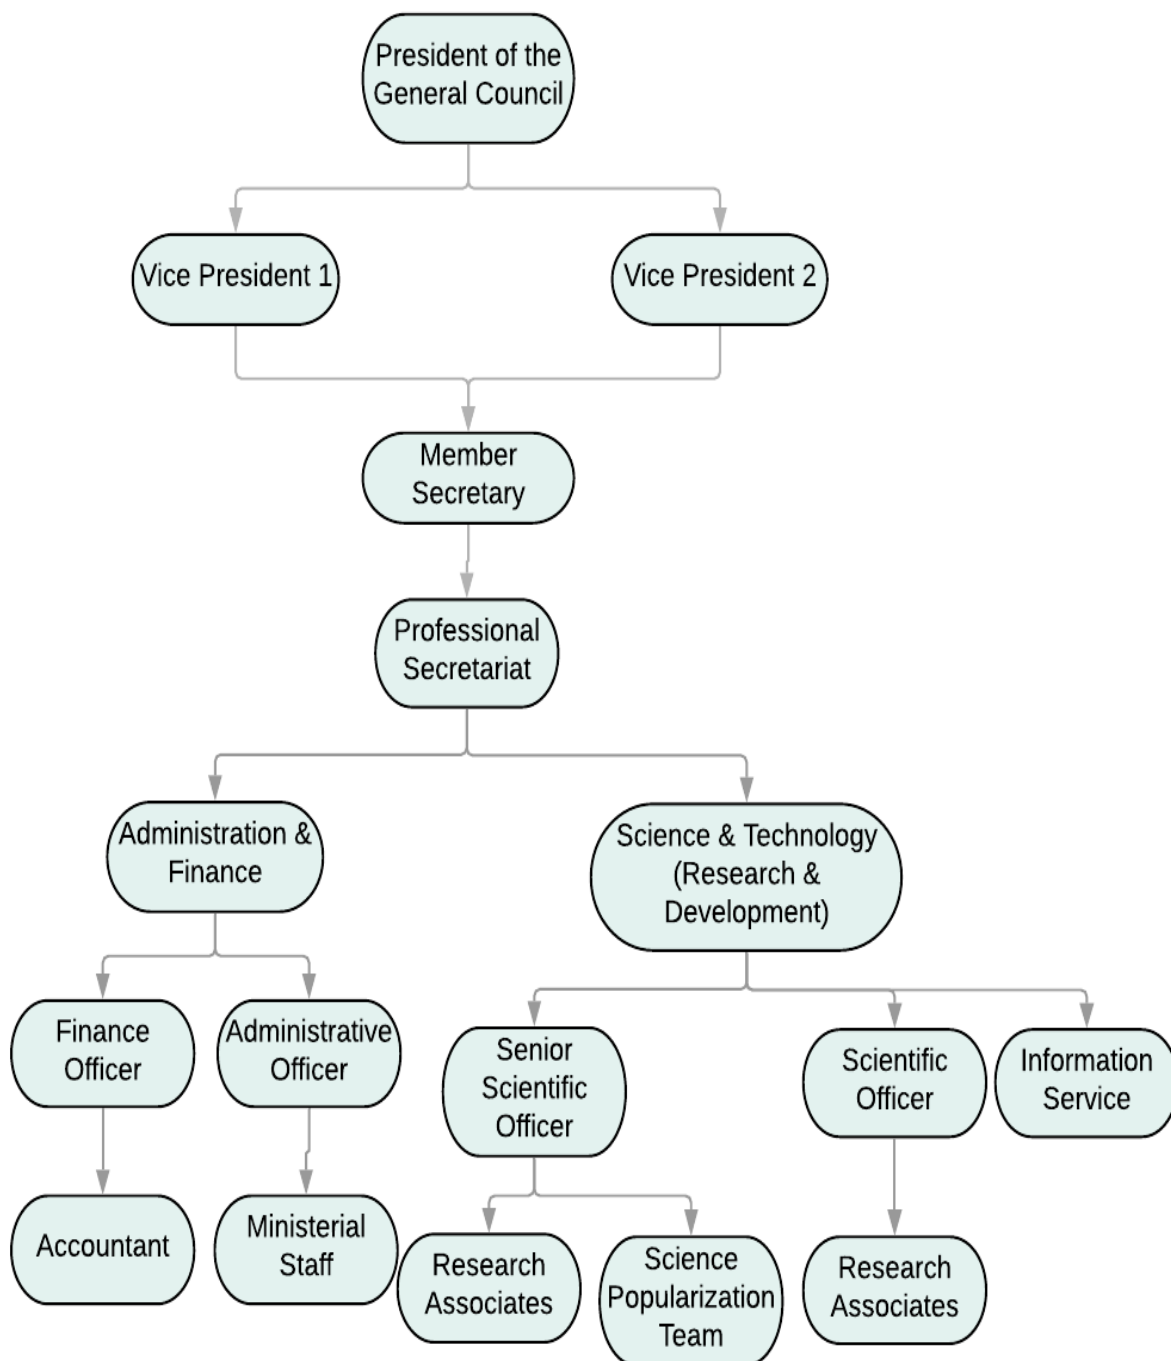 President of the
General Council
Vice President 1
Vice President 2
Member
Secretary
Professional
Secretariat
Administration &
Finance
Science & Technology
(Research &
Development)
Finance
Officer
Administrative
Officer
Senior
Scientific
Officer
Scientific
Officer
Information
Service
Accountant
Ministerial
Staff
Research
Associates
Science
Popularization
Team
Research
Associates